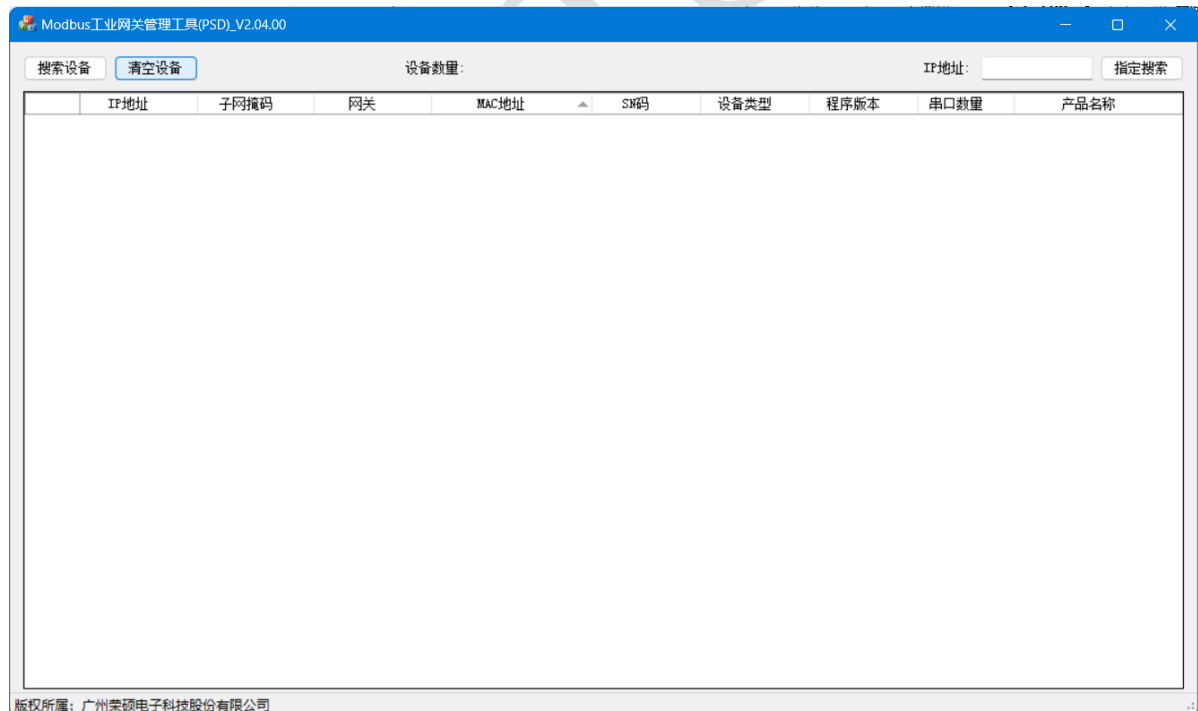 Modbus工业网关管理工具(PSD)_V2.04.00
搜索设备 清空设备 设备数量: IP地址: 指定搜索
IP地址 子网掩码 网关 MAC地址 SN码 设备类型 程序版本 串口数量 产品名称
版权所属：广州荣硕电子科技股份有限公司